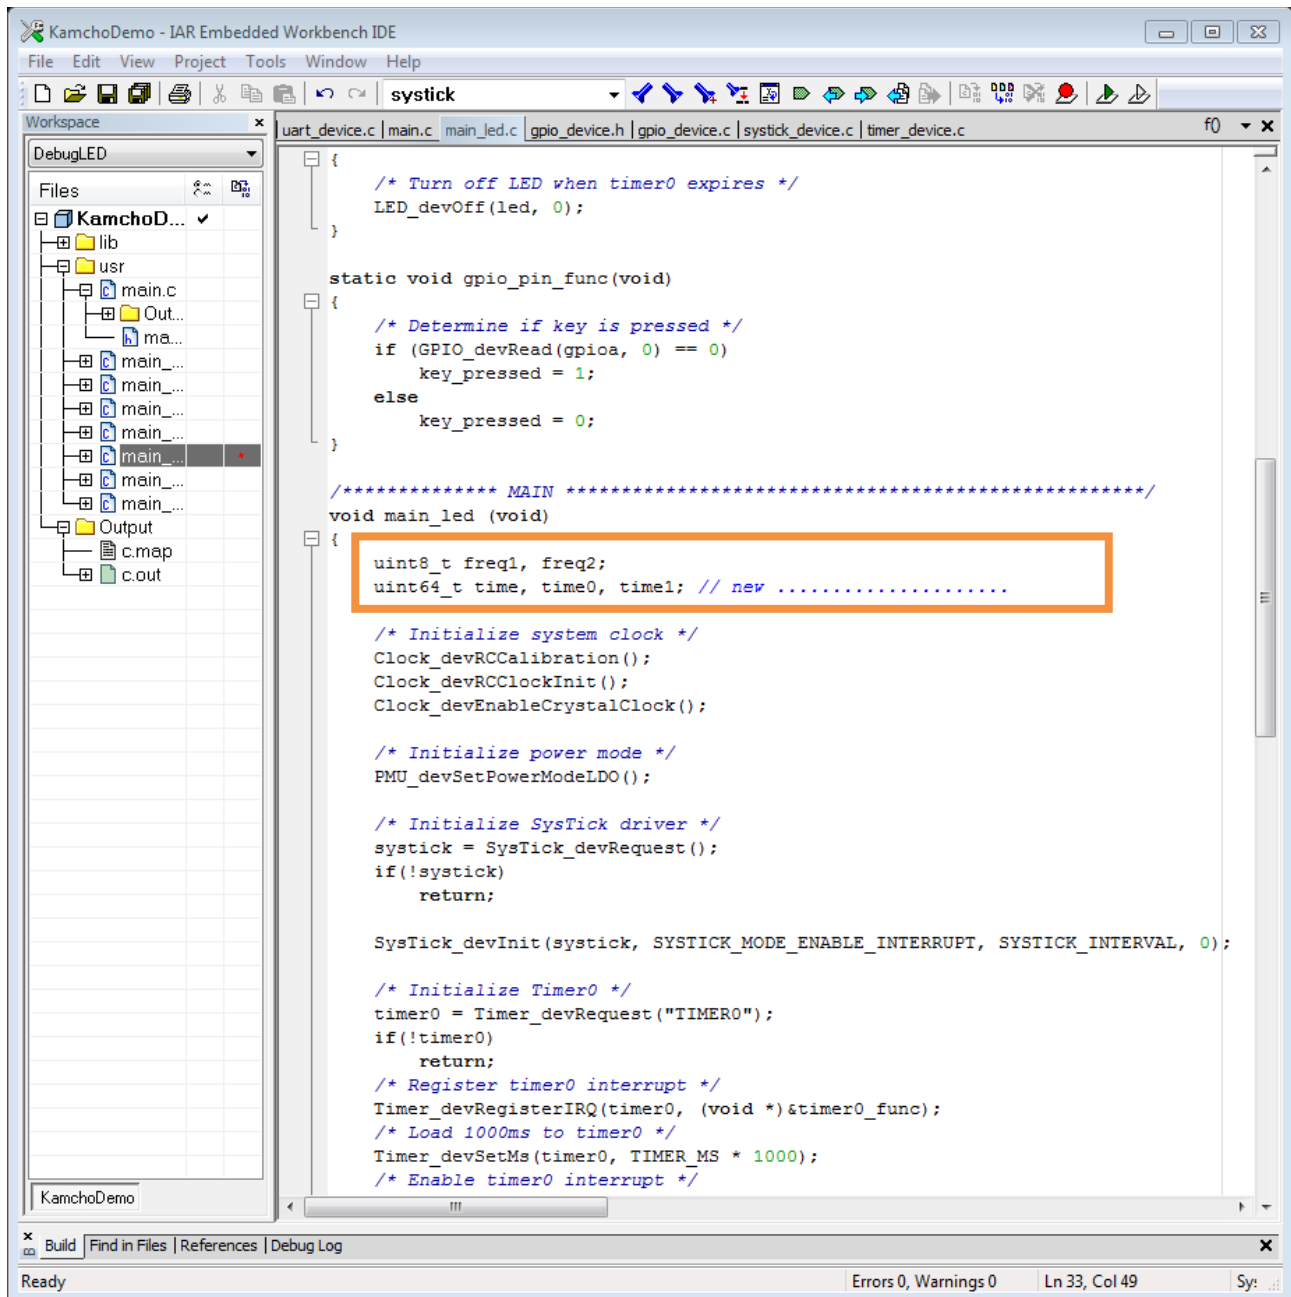 KamchoDemo - IAR Embedded Workbench IDE
File Edit View Project Tools Window Help
systick
Workspace
uart_device.c | main.c main_led.c gpio_device.h | gpio_device.c | systick_device.c | timer_device.c f()
DebugLED
Files
KamchoD...
lib
usr
main.c
Out...
ma...
main_...
main_...
main_...
main_...
main_...
main_...
main_...
Output
c.map
c.out
KamchoDemo
{
/* Turn off LED when timer0 expires */
LED_devOff(led, 0);
}
static void gpio_pin_func(void)
{
/* Determine if key is pressed */
if (GPIO_devRead(gpioa, 0) == 0)
key_pressed = 1;
else
key_pressed = 0;
}
/************** MAIN ****************************************************/
void main_led (void)
{
uint8_t freq1, freq2;
uint64_t time, time0, time1; // new .....................
/* Initialize system clock */
Clock_devRCCalibration();
Clock_devRCClockInit();
Clock_devEnableCrystalClock();
/* Initialize power mode */
PMU_devSetPowerModeLDO();
/* Initialize SysTick driver */
systick = SysTick_devRequest();
if(!systick)
return;
SysTick_devInit(systick, SYSTICK_MODE_ENABLE_INTERRUPT, SYSTICK_INTERVAL, 0);
/* Initialize Timer0 */
timer0 = Timer_devRequest("TIMER0");
if(!timer0)
return;
/* Register timer0 interrupt */
Timer_devRegisterIRQ(timer0, (void *)&timer0_func);
/* Load 1000ms to timer0 */
Timer_devSetMs(timer0, TIMER_MS * 1000);
/* Enable timer0 interrupt */
Build Find in Files | References | Debug Log
Ready Errors 0, Warnings 0 Ln 33, Col 49 Sy: